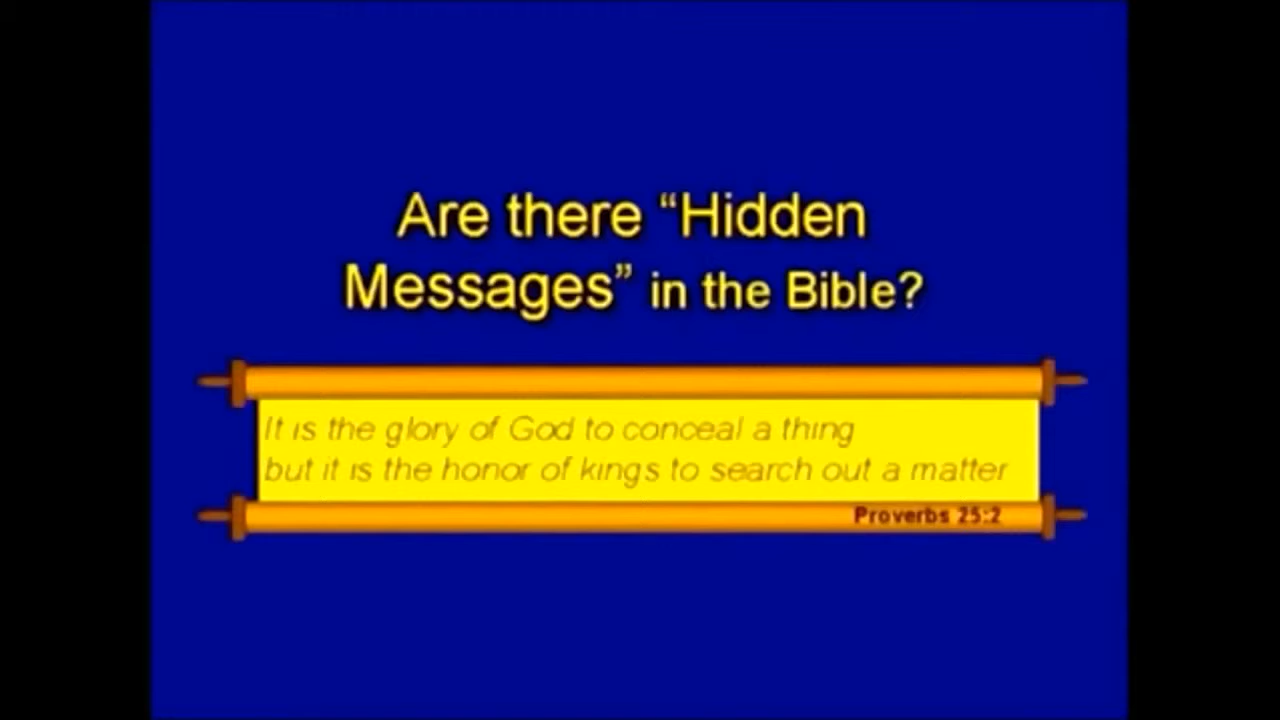 Are there “Hidden
Messages” in the Bible?
It is the glory of God to conceal a thing
but it is the honor of kings to search out a matter
Proverbs 25:2